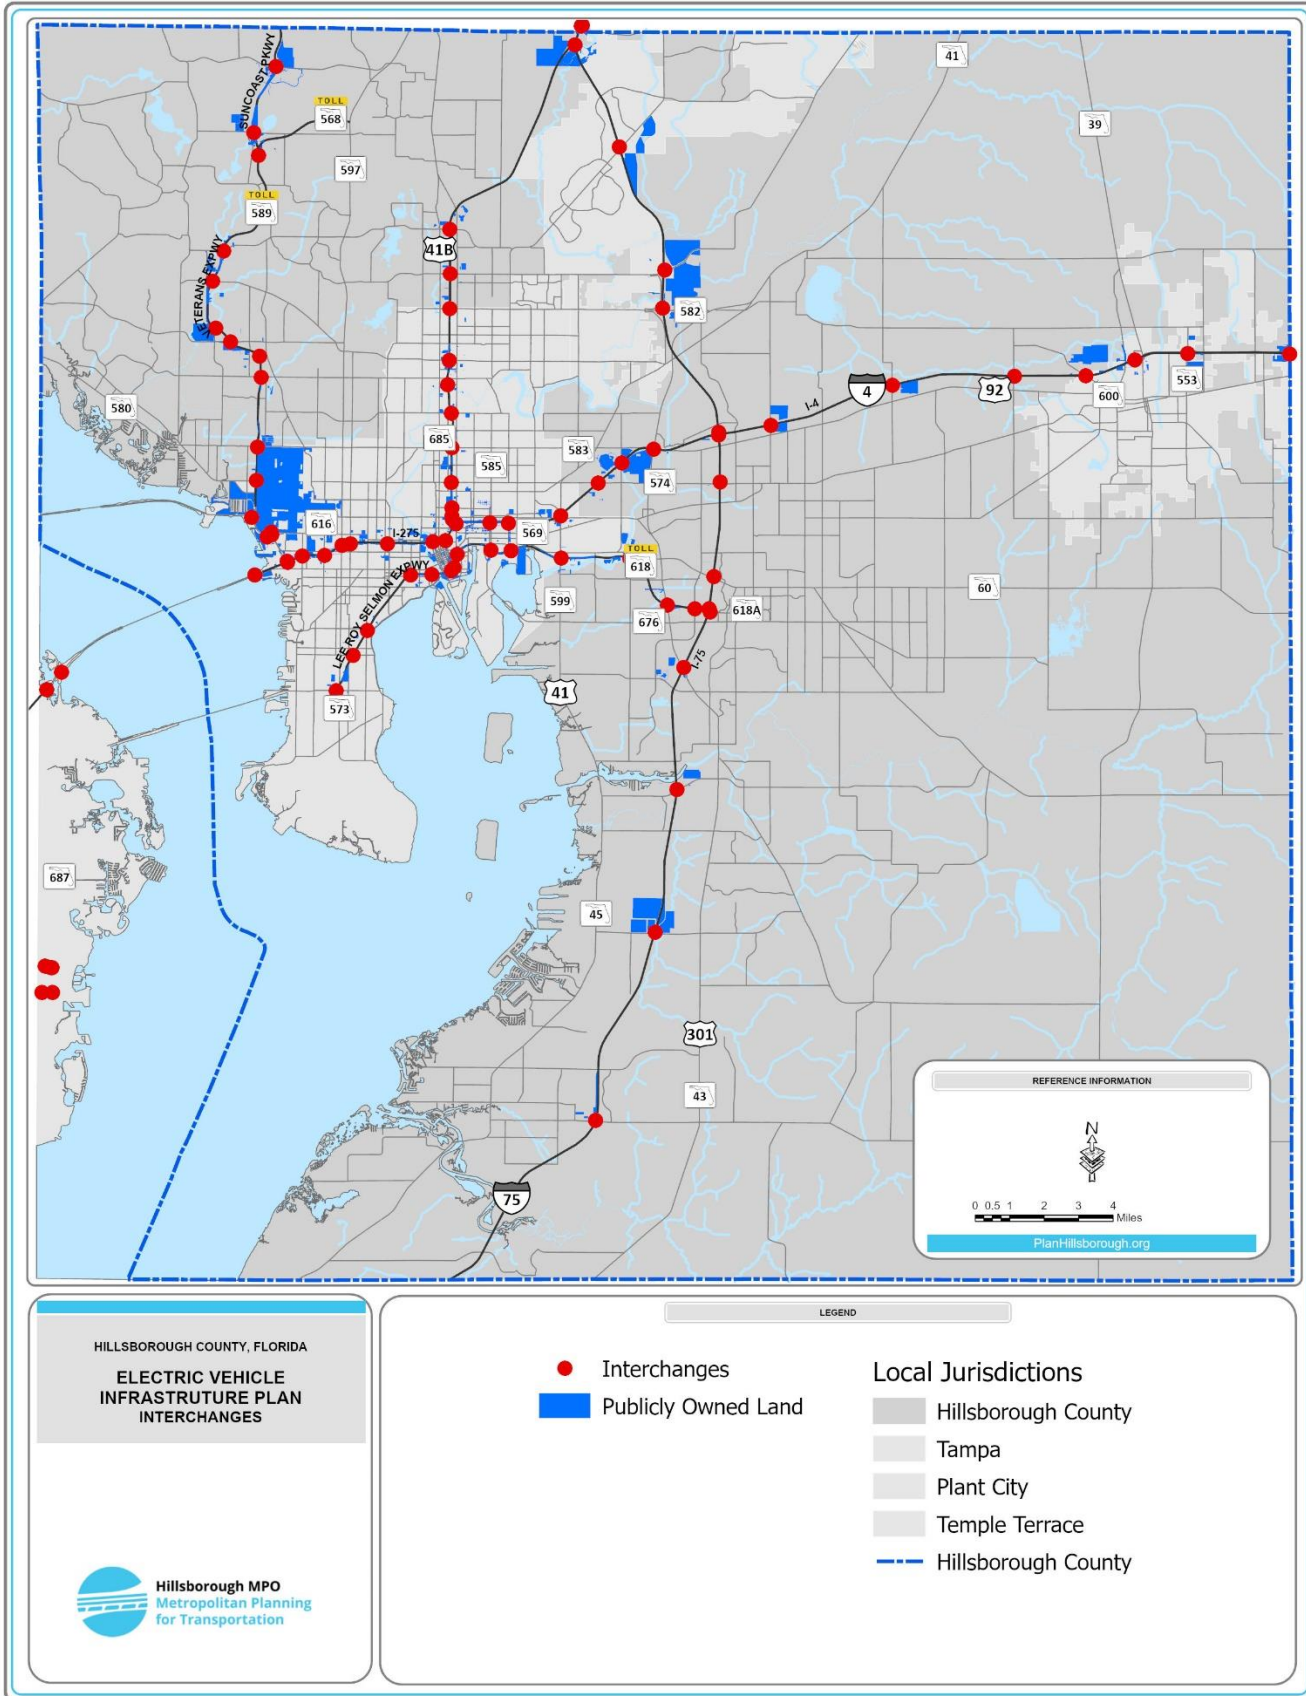 SUNCOAST PKWY
TOLL
568
41
39
597
TOLL
589
41B
VETERANS EXPWY
582
4
I-4
92
600
553
580
685
585
583
574
616
I-275
569
TOLL
618
LEE ROY SELMON EXPWY
599
676
618A
60
I-75
573
41
687
45
301
43
75
REFERENCE INFORMATION
N
0 0.5 1 2 3 4
Miles
PlanHillsborough.org
HILLSBOROUGH COUNTY, FLORIDA
ELECTRIC VEHICLE
INFRASTRUTURE PLAN
INTERCHANGES
Hillsborough MPO
Metropolitan Planning
for Transportation
LEGEND
Interchanges
Publicly Owned Land
Local Jurisdictions
Hillsborough County
Tampa
Plant City
Temple Terrace
Hillsborough County